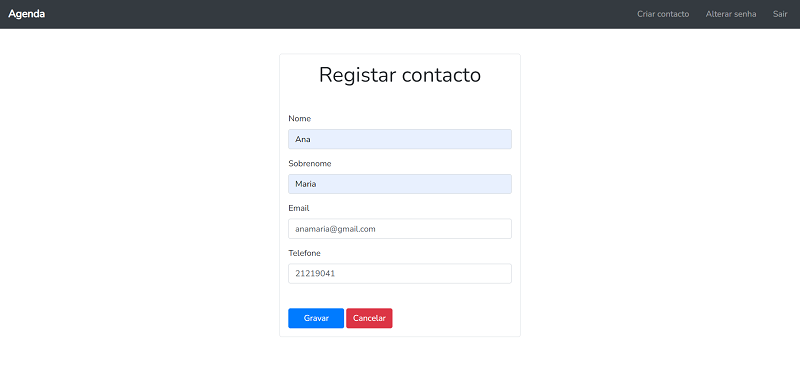 Agenda Criar contacto Alterar senha Sair
Registar contacto
Nome
Ana
Sobrenome
Maria
Email
anamaria@gmail.com
Telefone
21219041
Gravar Cancelar